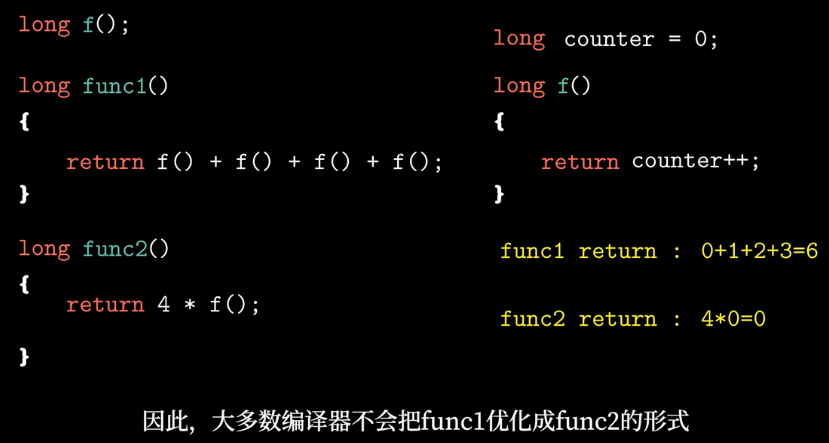 long f();
long func1()
{
return f() + f() + f() + f();
}
long func2()
{
return 4 * f();
}
long counter = 0;
long f()
{
return counter++;
}
func1 return : 0+1+2+3=6
func2 return : 4*0=0
因此，大多数编译器不会把func1优化成func2的形式